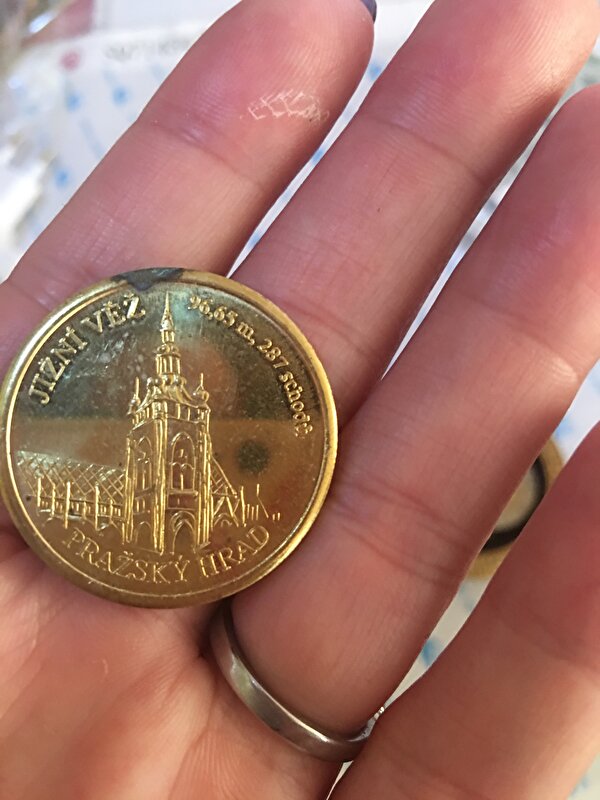 JIŽNÍ VĚŽ
96,65 m, 287 schodů
PRAŽSKÝ HRAD